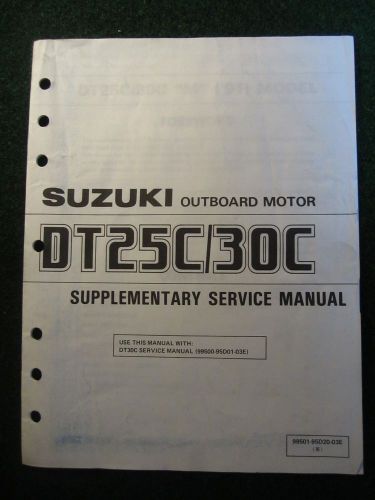 SUZUKI OUTBOARD MOTOR
DT25C/30C
SUPPLEMENTARY SERVICE MANUAL
USE THIS MANUAL WITH:
DT30C SERVICE MANUAL (99500-95D01-03E)
99501-95D20-03E
(英)